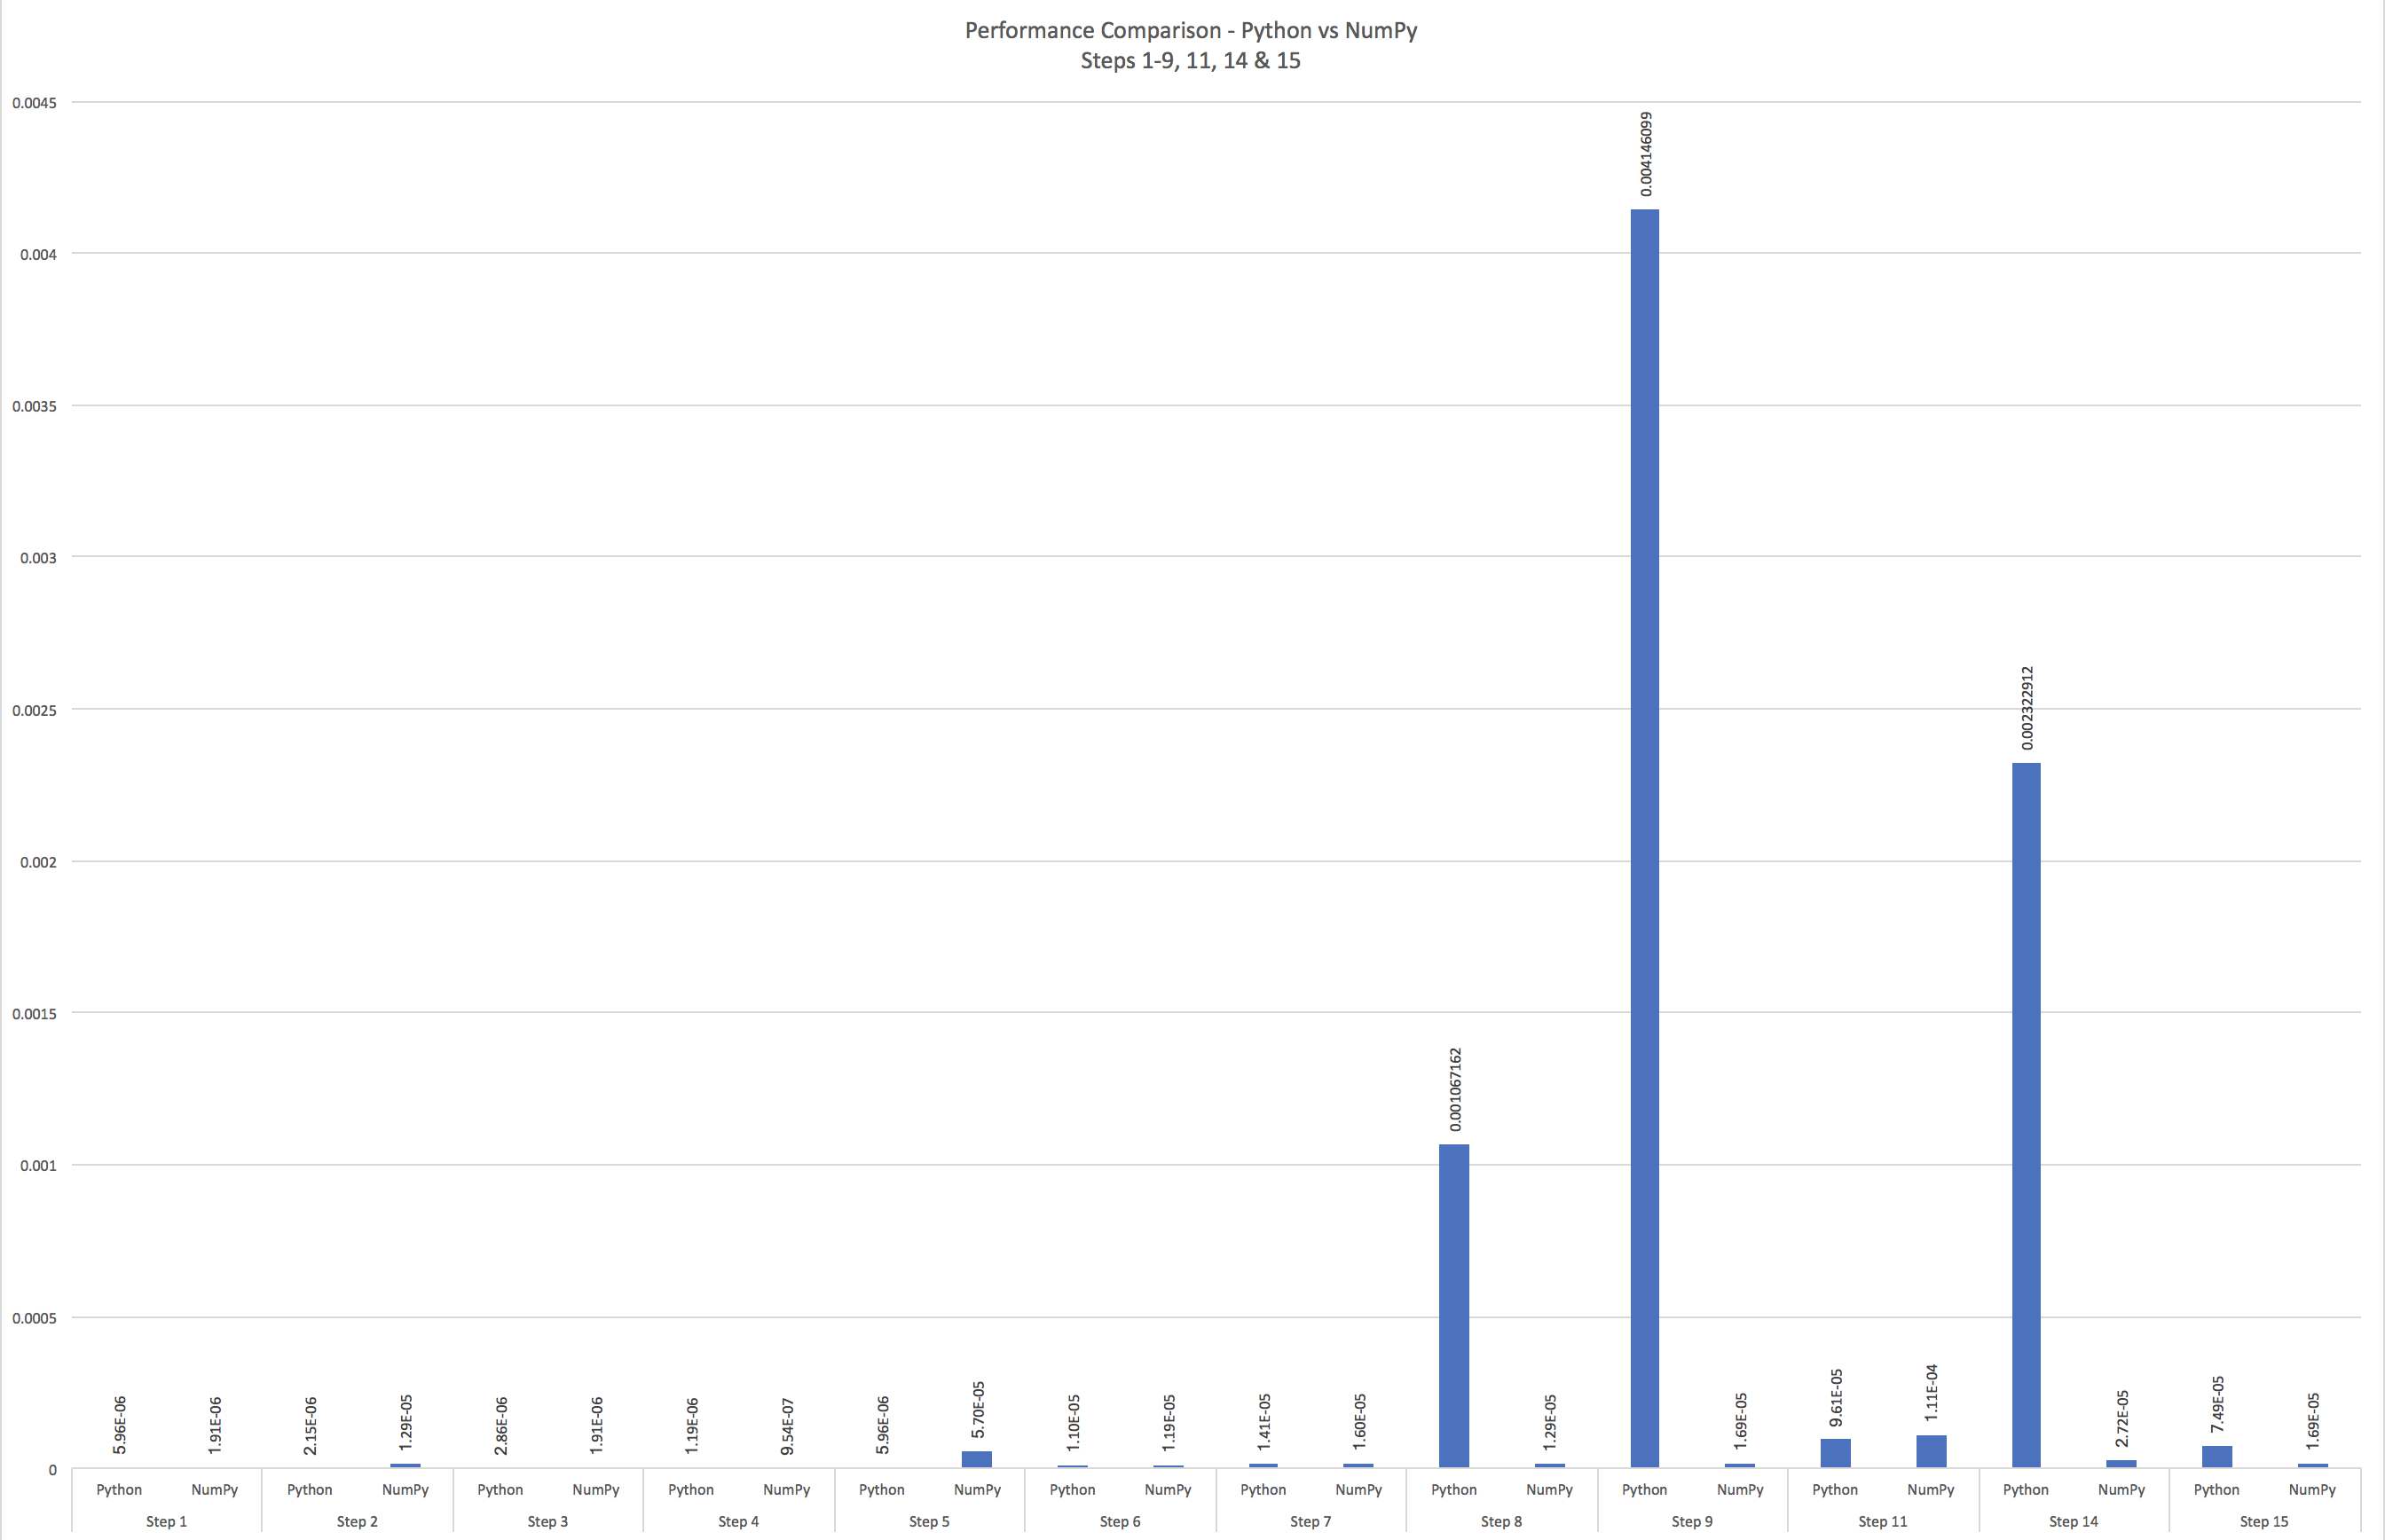 Performance Comparison - Python vs NumPy
Steps 1-9, 11, 14 & 15
0.0045
0.004
0.0035
0.003
0.0025
0.002
0.0015
0.001
0.0005
0
5.96E-06
1.91E-06
2.15E-06
1.29E-05
2.86E-06
1.91E-06
1.19E-06
9.54E-07
5.96E-06
5.70E-05
1.10E-05
1.19E-05
1.41E-05
1.60E-05
0.001067162
1.29E-05
0.004146099
1.69E-05
9.61E-05
1.11E-04
0.002322912
2.72E-05
7.49E-05
1.69E-05
Python NumPy Python NumPy Python NumPy Python NumPy Python NumPy Python NumPy Python NumPy Python NumPy Python NumPy Python NumPy Python NumPy Python NumPy
Step 1 Step 2 Step 3 Step 4 Step 5 Step 6 Step 7 Step 8 Step 9 Step 11 Step 14 Step 15